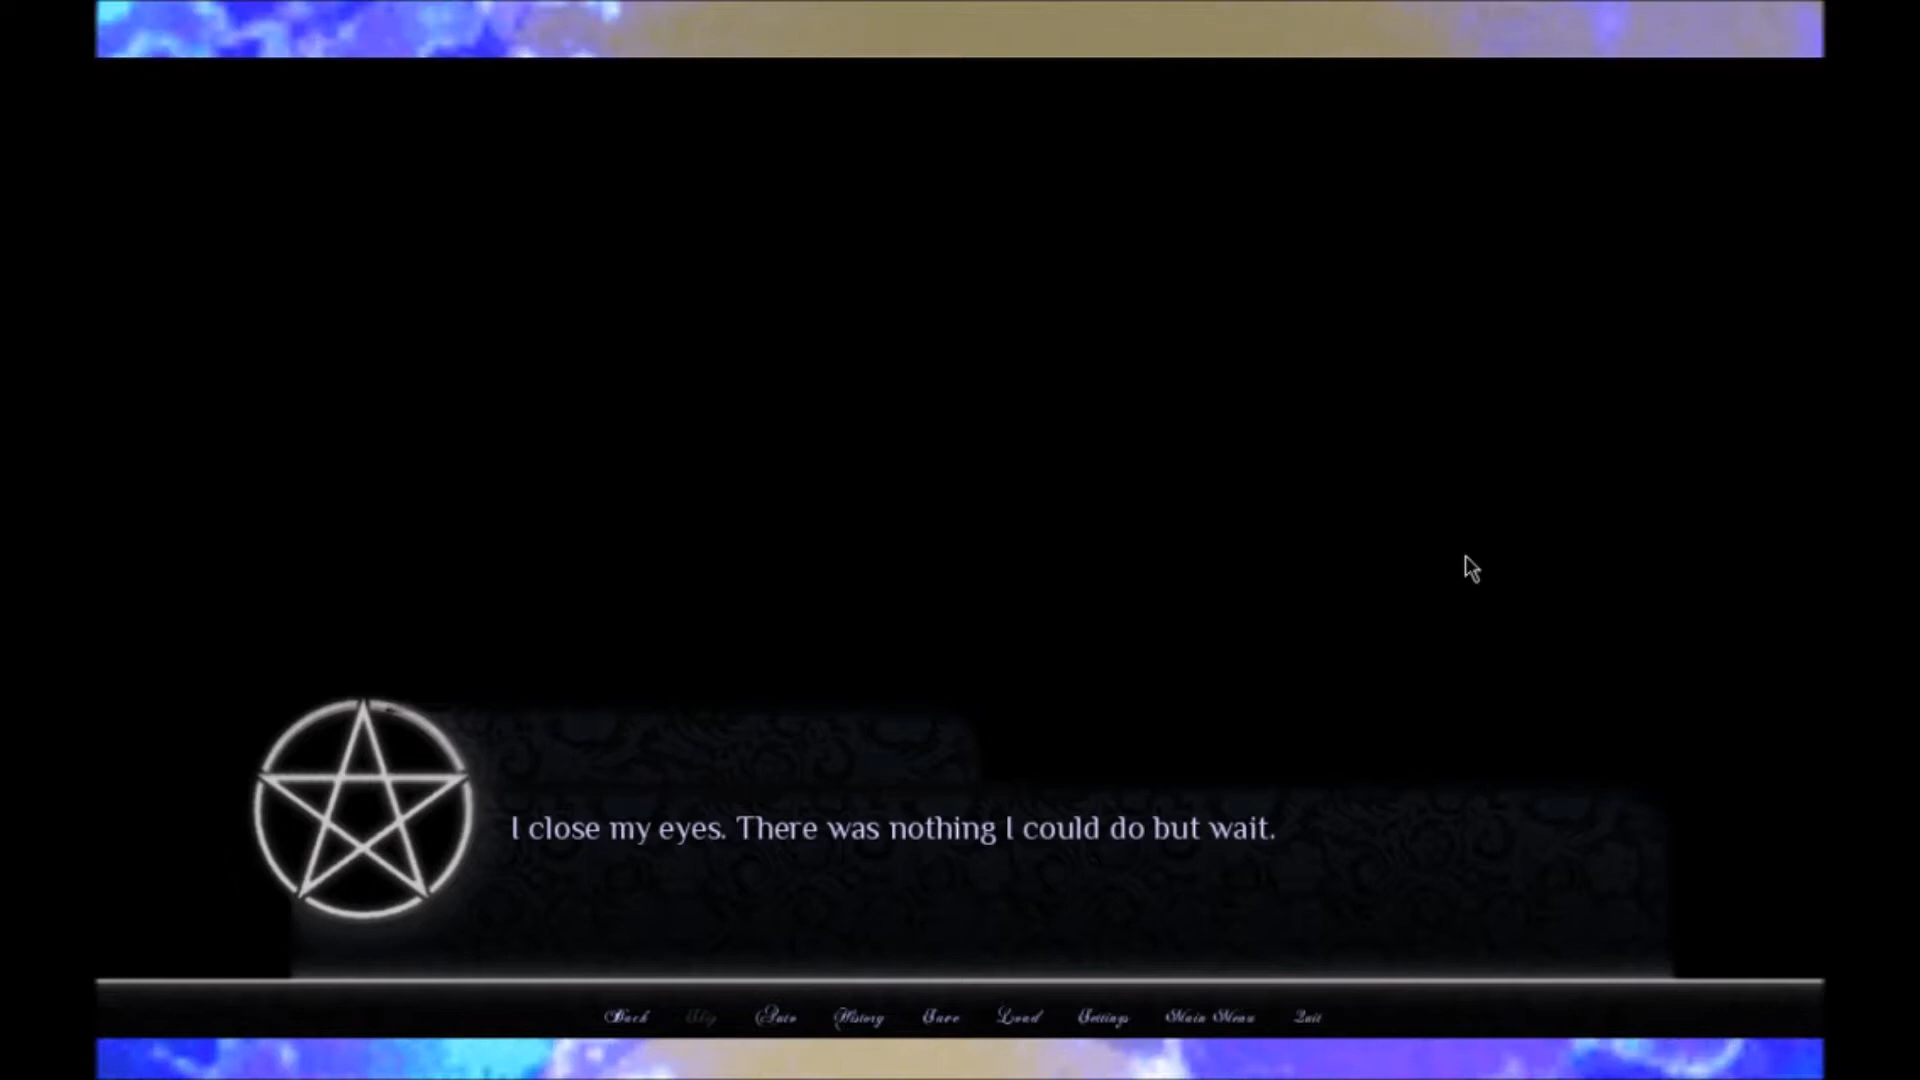 I close my eyes. There was nothing I could do but wait.
Back Skip Auto History Save Load Settings Main Menu Quit